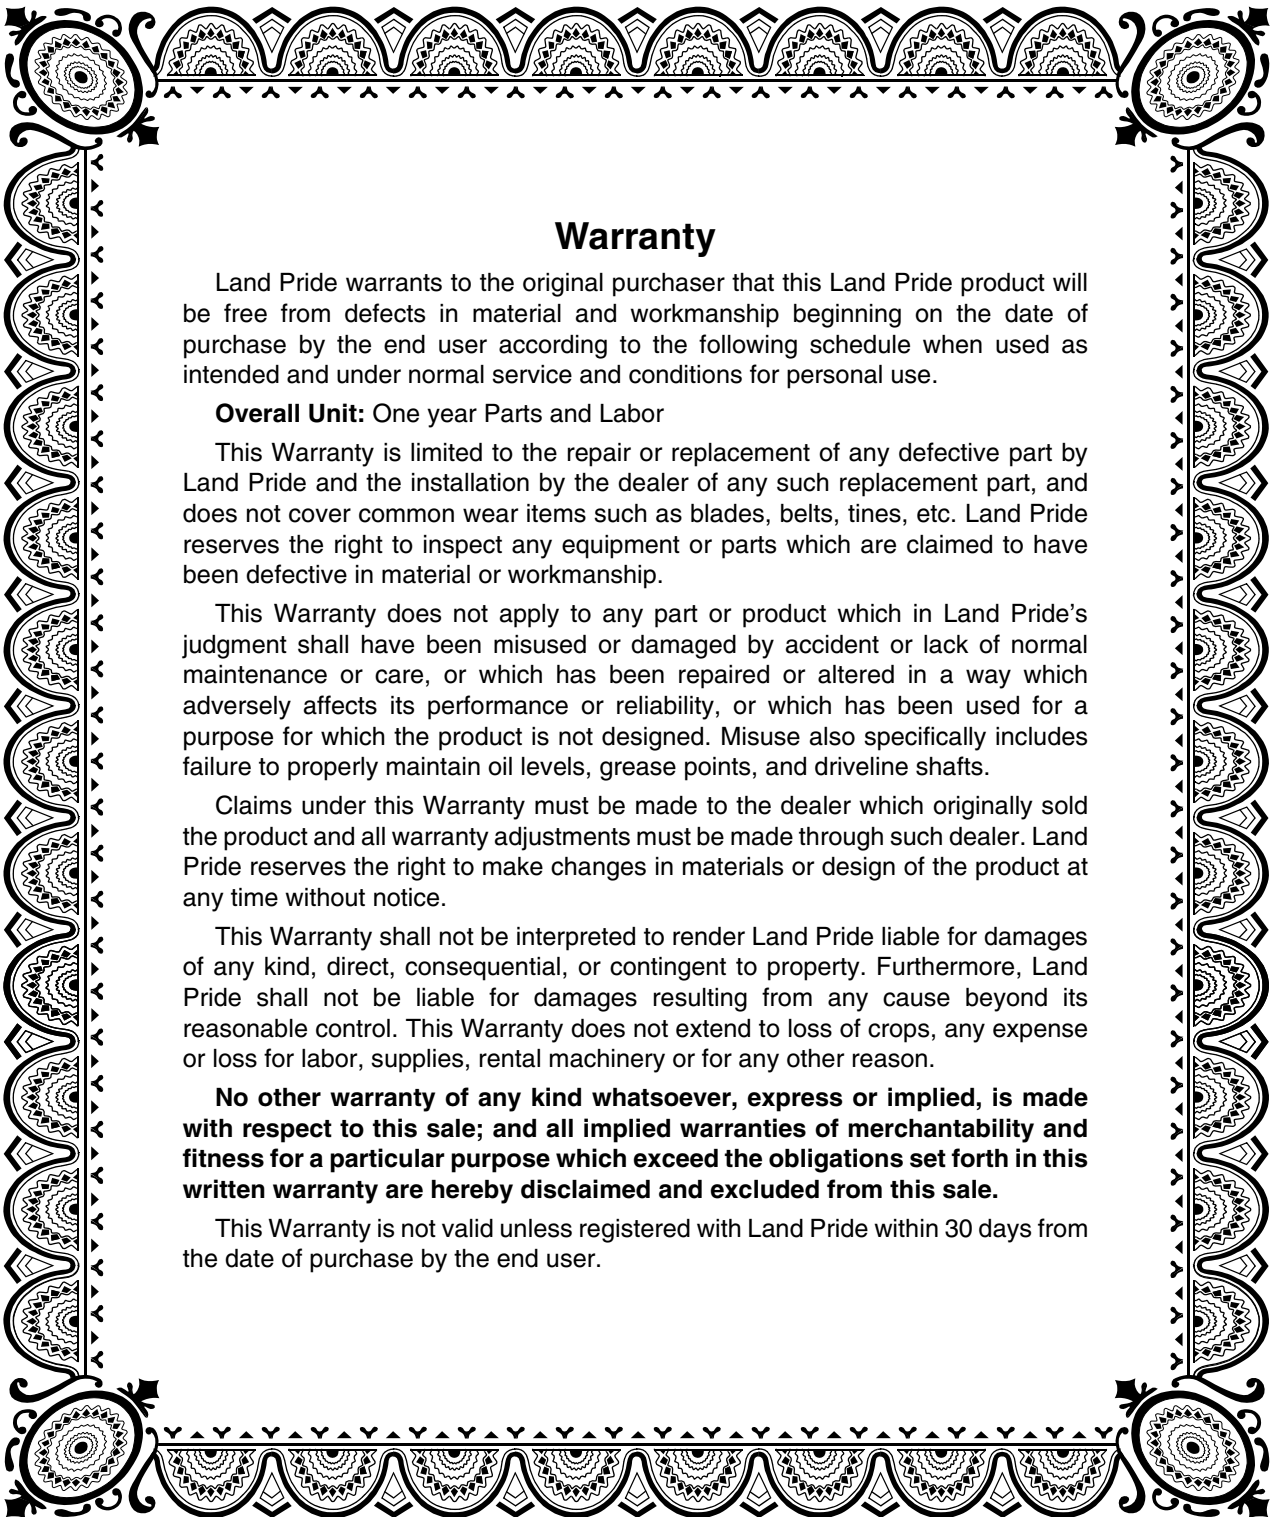 Warranty
Land Pride warrants to the original purchaser that this Land Pride product will
be free from defects in material and workmanship beginning on the date of
purchase by the end user according to the following schedule when used as
intended and under normal service and conditions for personal use.
Overall Unit: One year Parts and Labor
This Warranty is limited to the repair or replacement of any defective part by
Land Pride and the installation by the dealer of any such replacement part, and
does not cover common wear items such as blades, belts, tines, etc. Land Pride
reserves the right to inspect any equipment or parts which are claimed to have
been defective in material or workmanship.
This Warranty does not apply to any part or product which in Land Pride’s
judgment shall have been misused or damaged by accident or lack of normal
maintenance or care, or which has been repaired or altered in a way which
adversely affects its performance or reliability, or which has been used for a
purpose for which the product is not designed. Misuse also specifically includes
failure to properly maintain oil levels, grease points, and driveline shafts.
Claims under this Warranty must be made to the dealer which originally sold
the product and all warranty adjustments must be made through such dealer. Land
Pride reserves the right to make changes in materials or design of the product at
any time without notice.
This Warranty shall not be interpreted to render Land Pride liable for damages
of any kind, direct, consequential, or contingent to property. Furthermore, Land
Pride shall not be liable for damages resulting from any cause beyond its
reasonable control. This Warranty does not extend to loss of crops, any expense
or loss for labor, supplies, rental machinery or for any other reason.
No other warranty of any kind whatsoever, express or implied, is made
with respect to this sale; and all implied warranties of merchantability and
fitness for a particular purpose which exceed the obligations set forth in this
written warranty are hereby disclaimed and excluded from this sale.
This Warranty is not valid unless registered with Land Pride within 30 days from
the date of purchase by the end user.